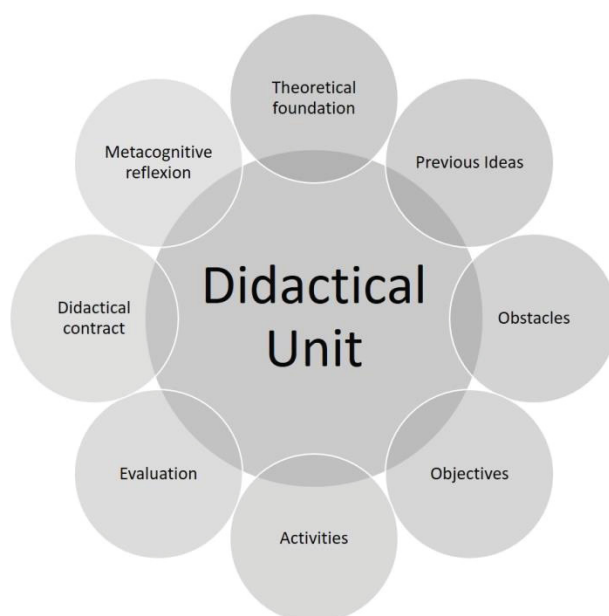 Theoretical
foundation
Previous Ideas
Obstacles
Objectives
Activities
Evaluation
Didactical
contract
Metacognitive
reflexion
Didactical
Unit